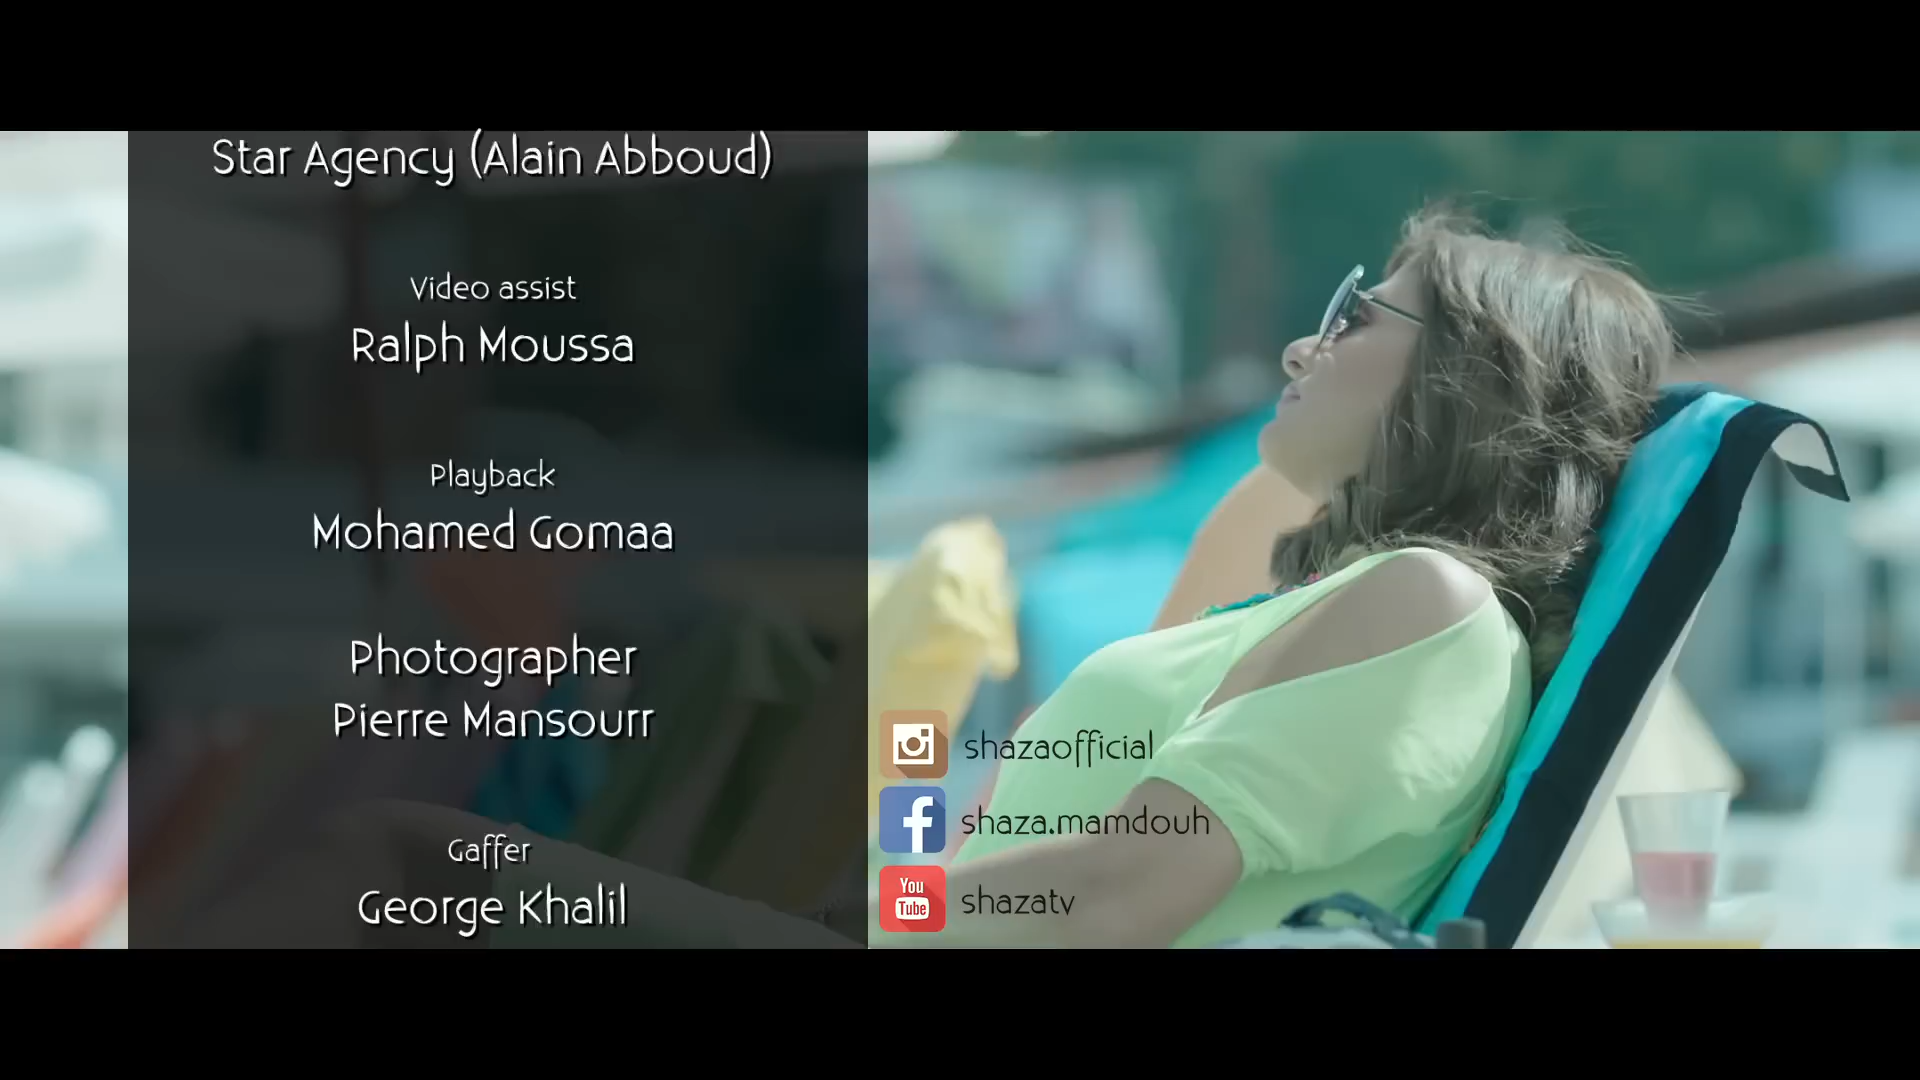 Star Agency (Alain Abboud)
Video assist
Ralph Moussa
Playback
Mohamed Gomaa
Photographer
Pierre Mansourr
Gaffer
George Khalil
shazaofficial
f shaza.mamdouh
You
Tube
shazatv